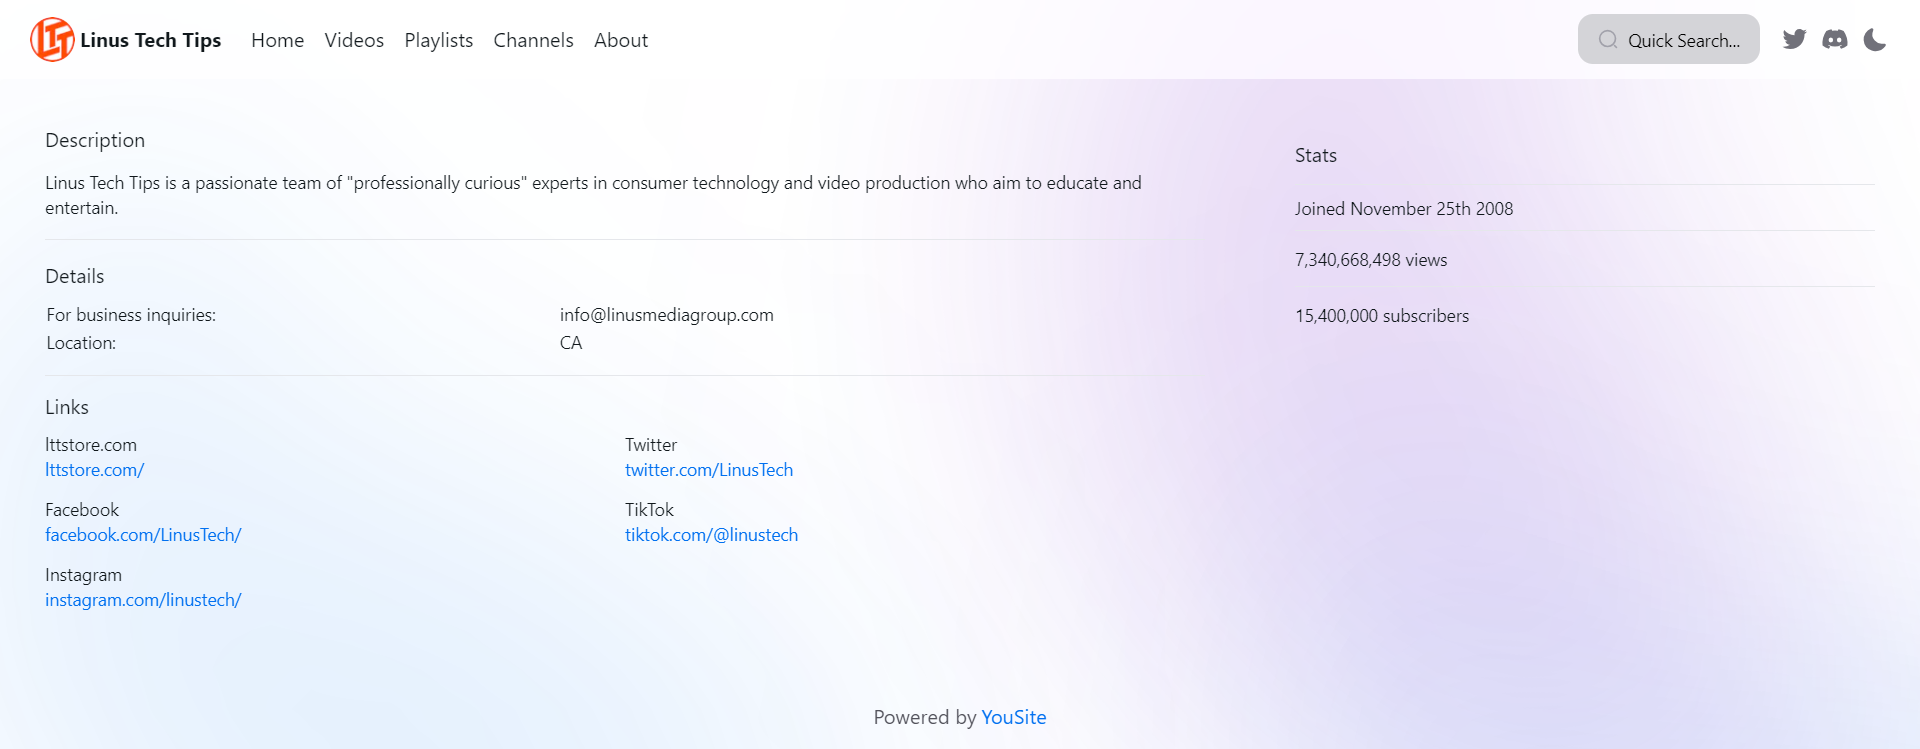 LTT Linus Tech Tips Home Videos Playlists Channels About Quick Search...
Description
Linus Tech Tips is a passionate team of "professionally curious" experts in consumer technology and video production who aim to educate and
entertain.
Details
For business inquiries: info@linusmediagroup.com
Location: CA
Links
lttstore.com
lttstore.com/
Twitter
twitter.com/LinusTech
Facebook
facebook.com/LinusTech/
TikTok
tiktok.com/@linustech
Instagram
instagram.com/linustech/
Stats
Joined November 25th 2008
7,340,668,498 views
15,400,000 subscribers
Powered by YouSite